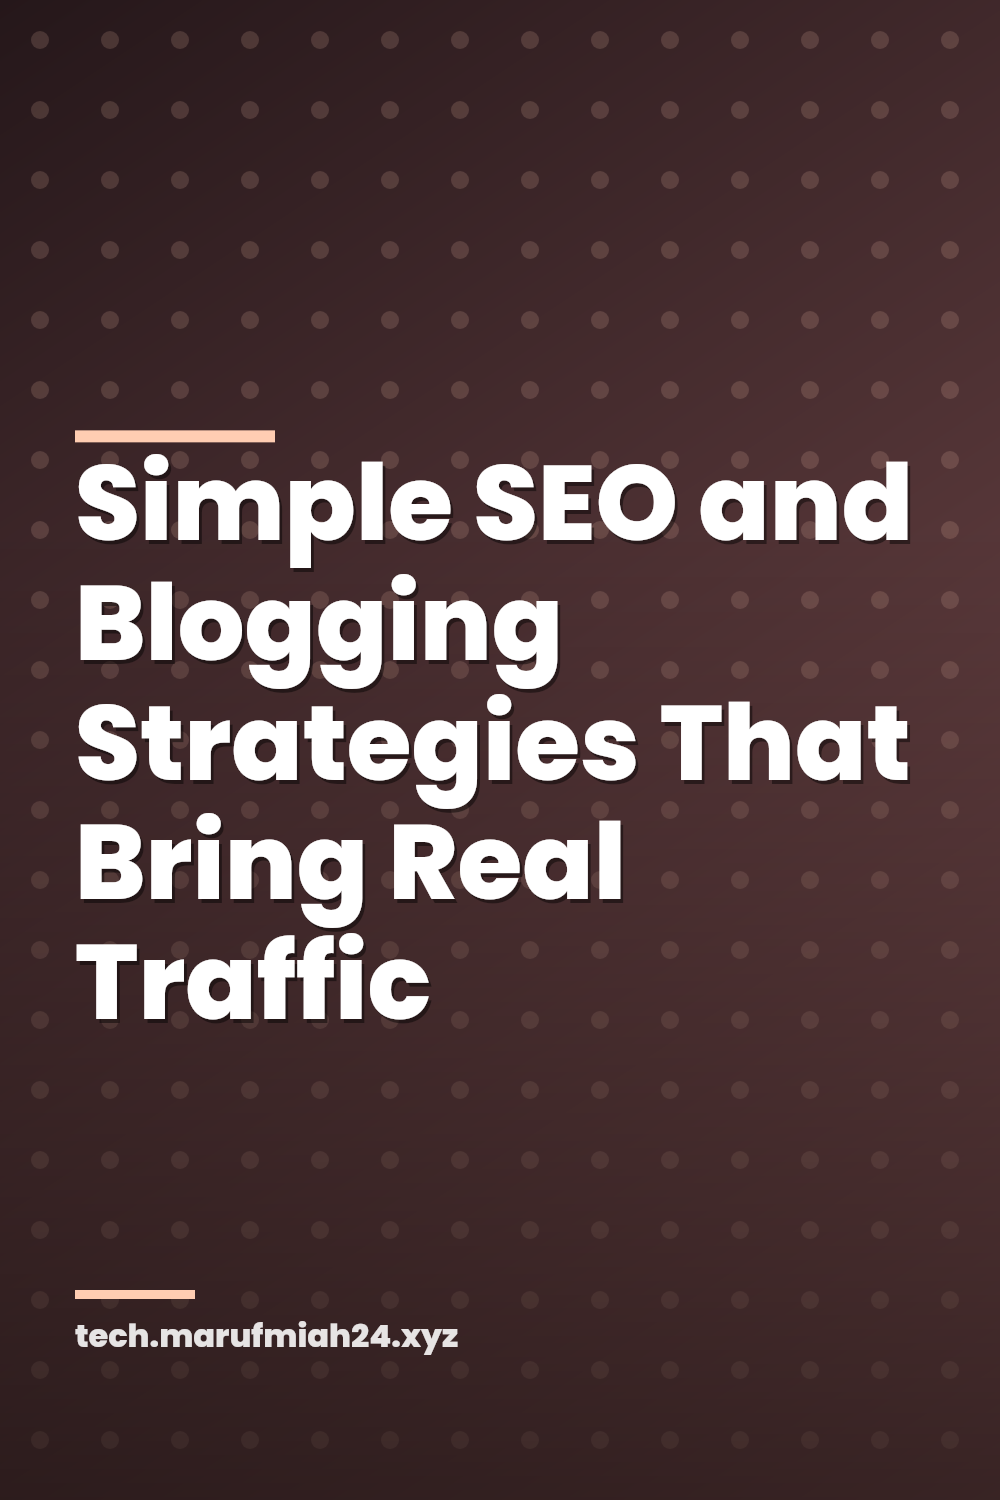 Simple SEO and
Blogging
Strategies That
Bring Real
Traffic
tech.marufmiah24.xyz